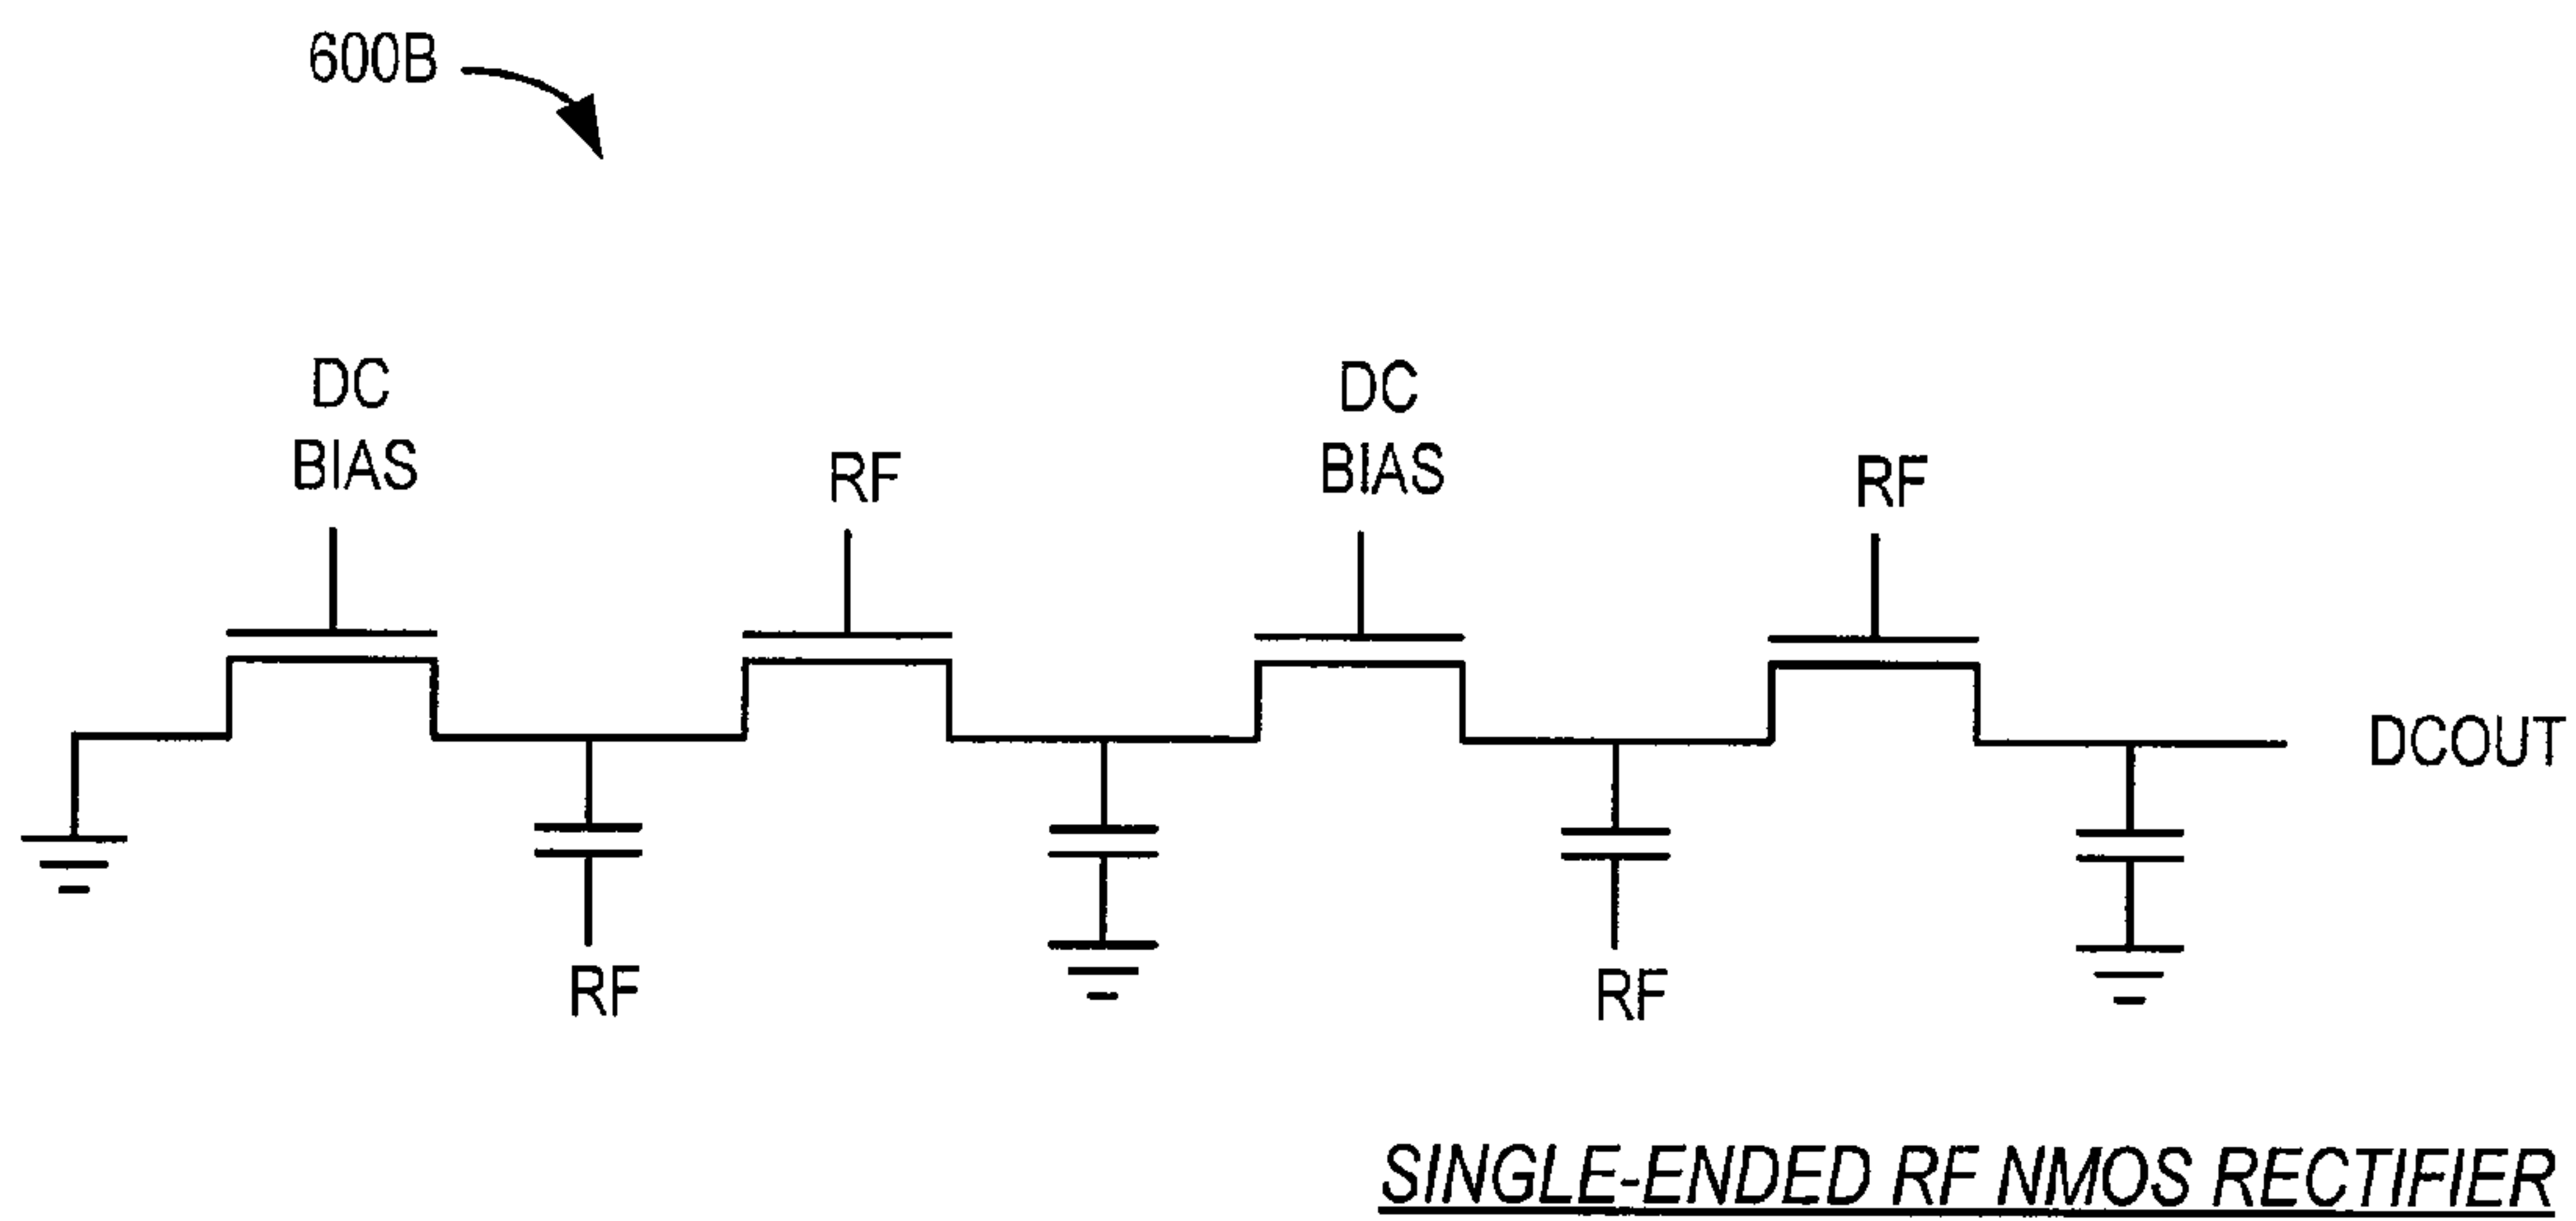 600B
DC
BIAS
RF
DC
BIAS
RF
DCOUT
RF
RF
SINGLE-ENDED RF NMOS RECTIFIER